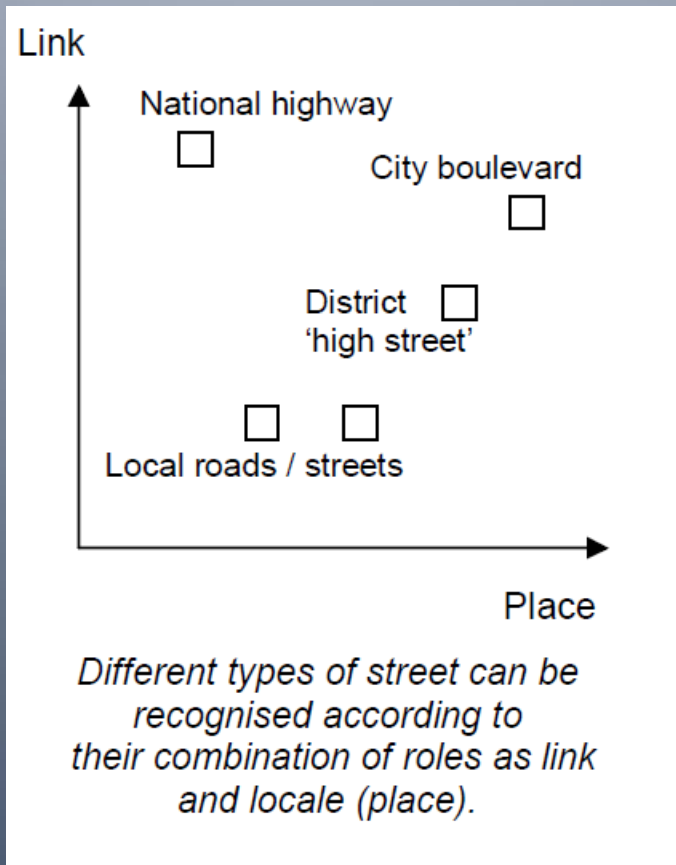 Link
National highway
City boulevard
District
‘high street’
Local roads / streets
Place
Different types of street can be
recognised according to
their combination of roles as link
and locale (place).